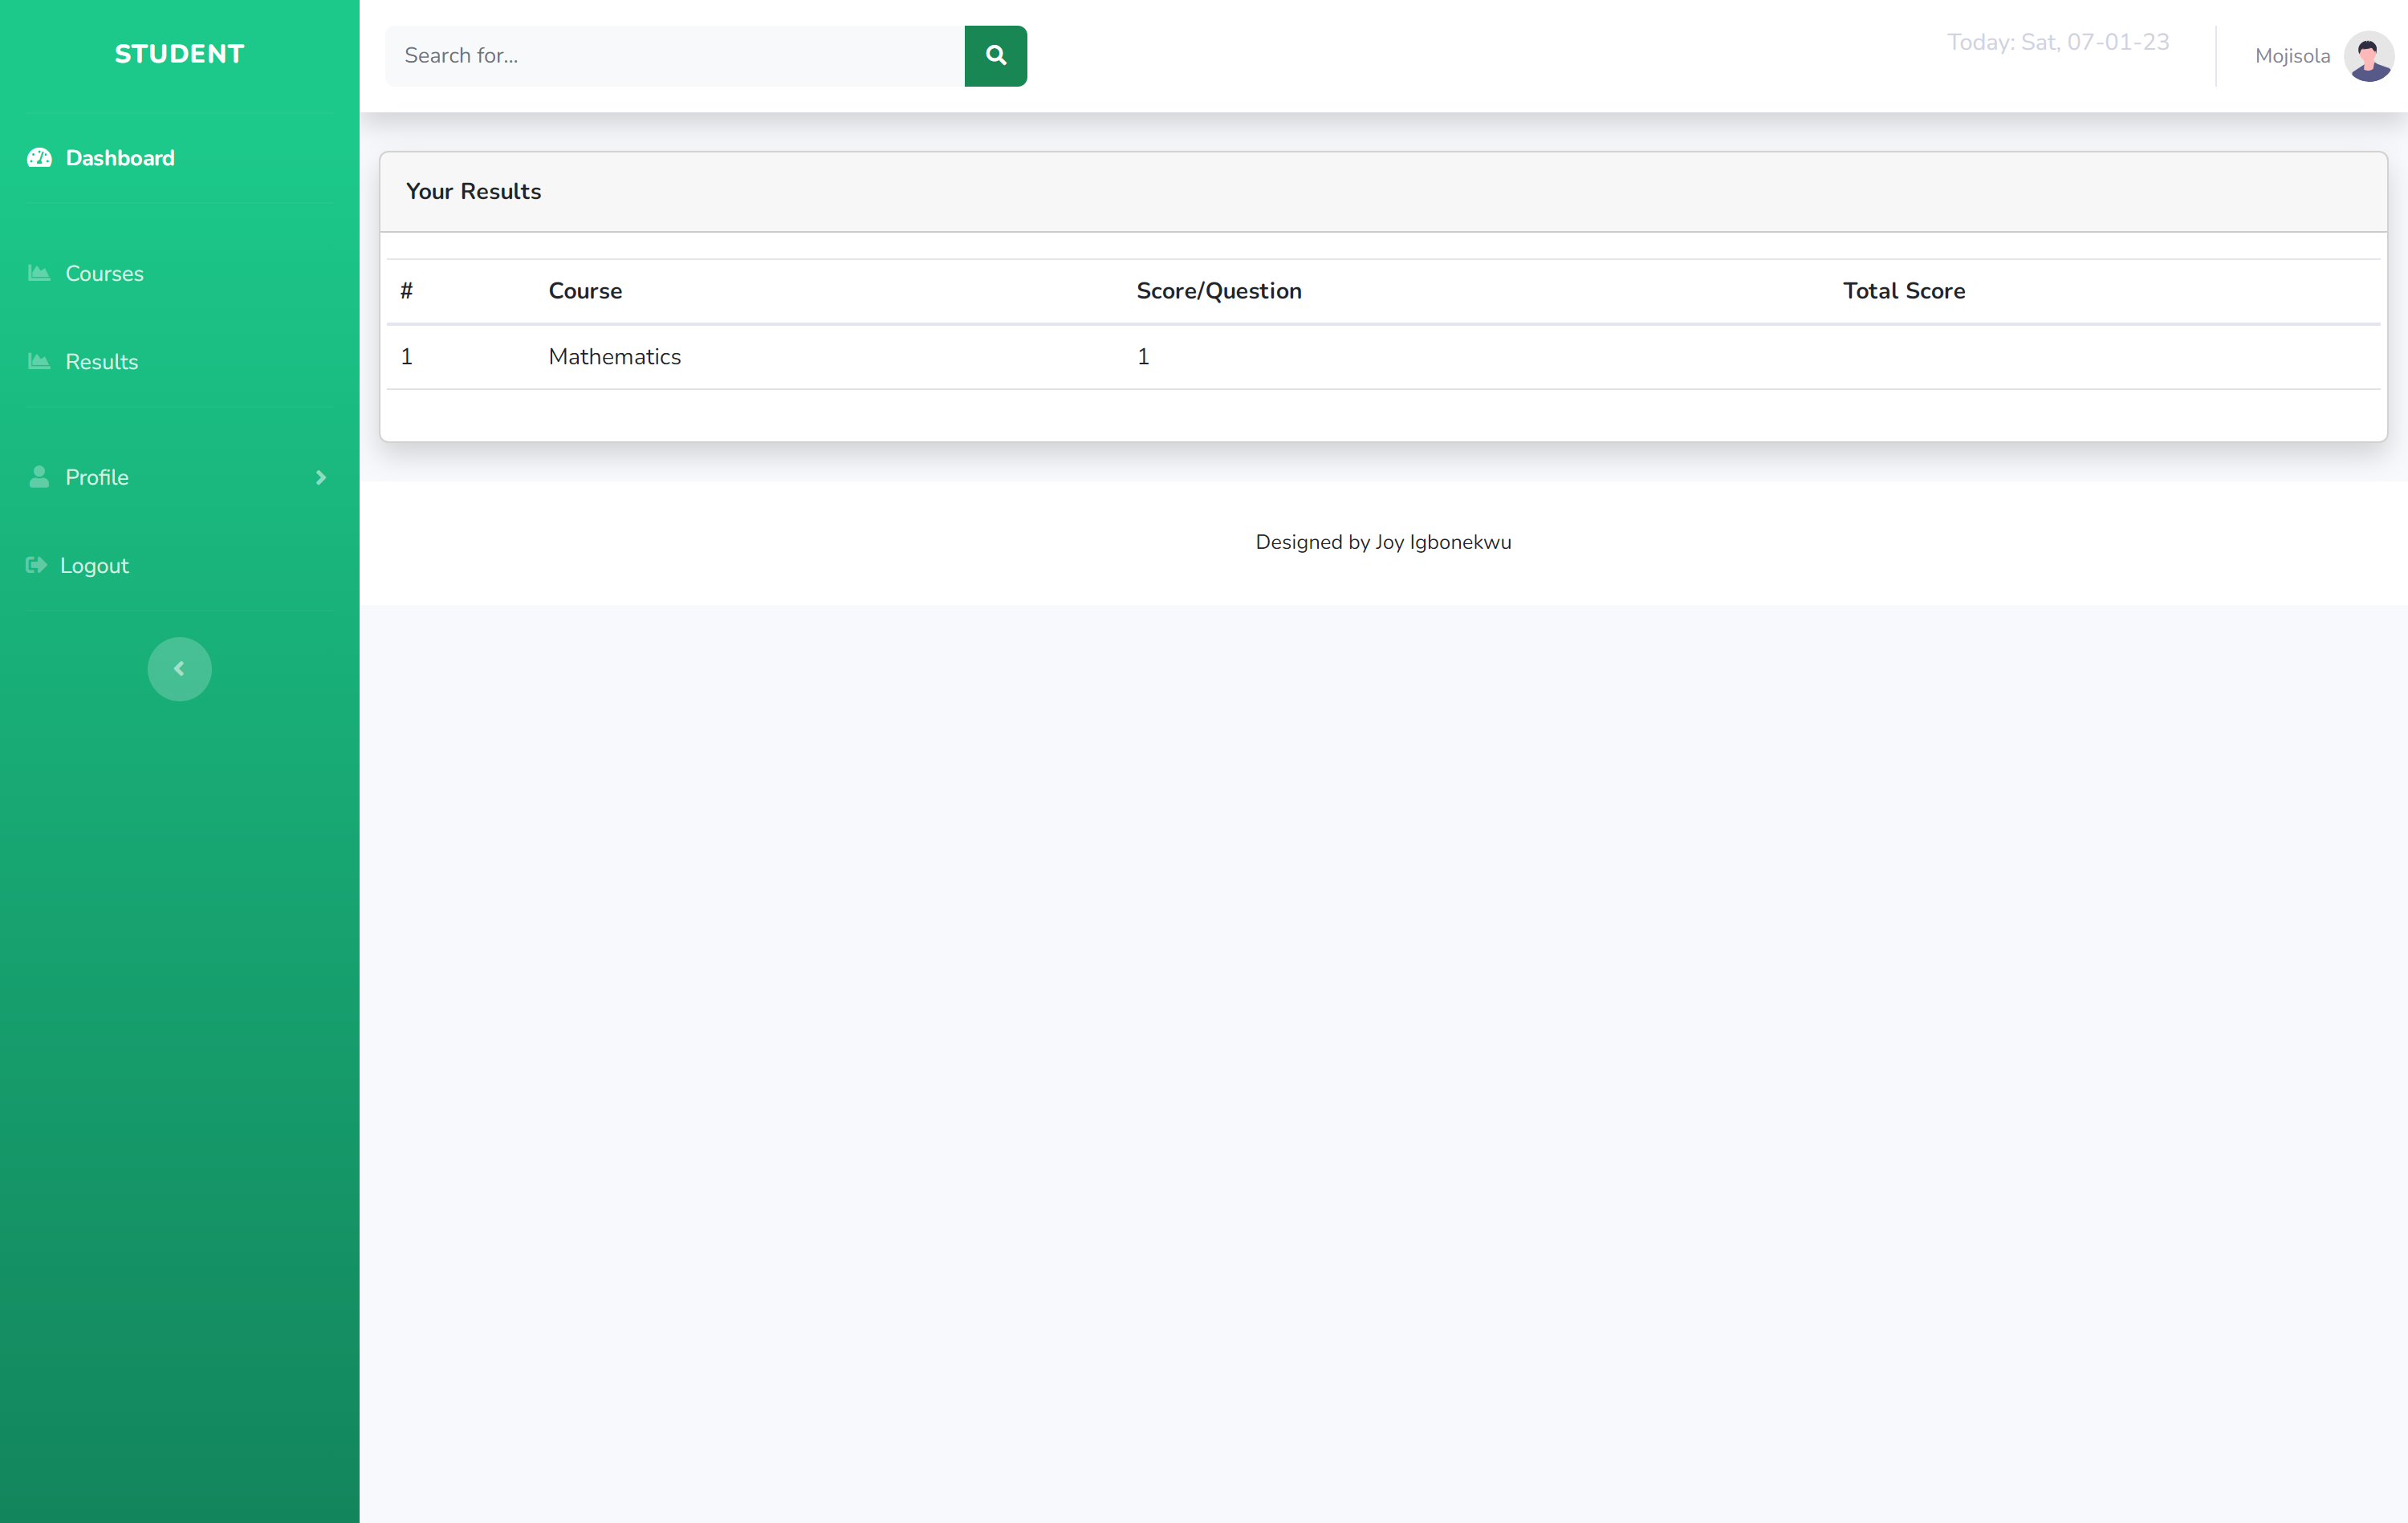 STUDENT
Search for...
Today: Sat, 07-01-23
Mojisola
Dashboard
Courses
Results
Profile
Logout
Your Results
# Course Score/Question Total Score
1 Mathematics 1
Designed by Joy Igbonekwu